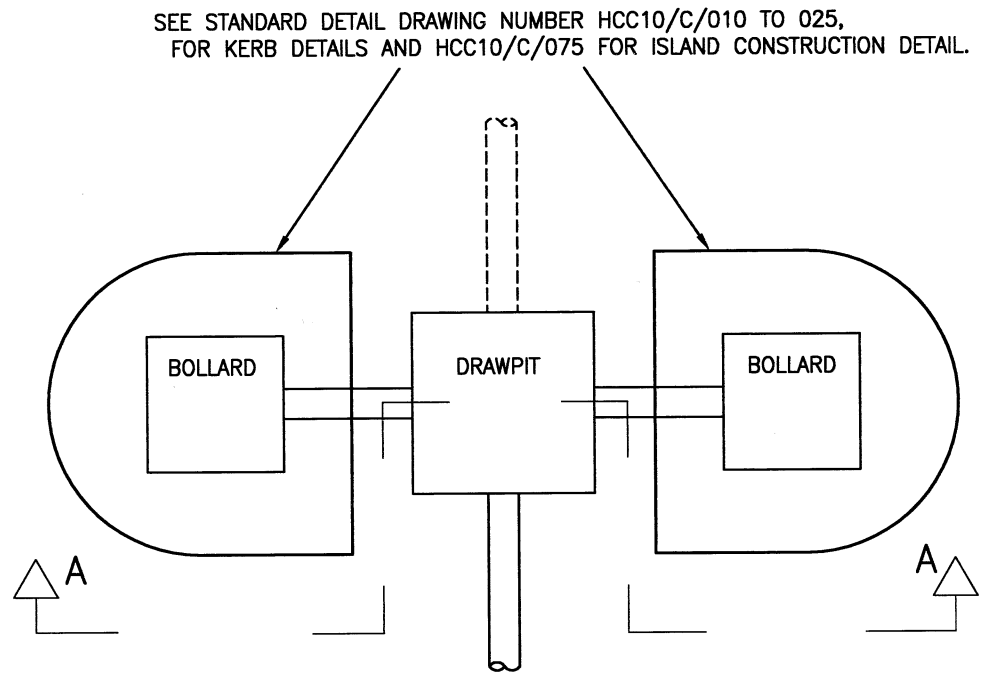 SEE STANDARD DETAIL DRAWING NUMBER HCC10/C/010 TO 025,
FOR KERB DETAILS AND HCC10/C/075 FOR ISLAND CONSTRUCTION DETAIL.
BOLLARD
DRAWPIT
BOLLARD
A
A